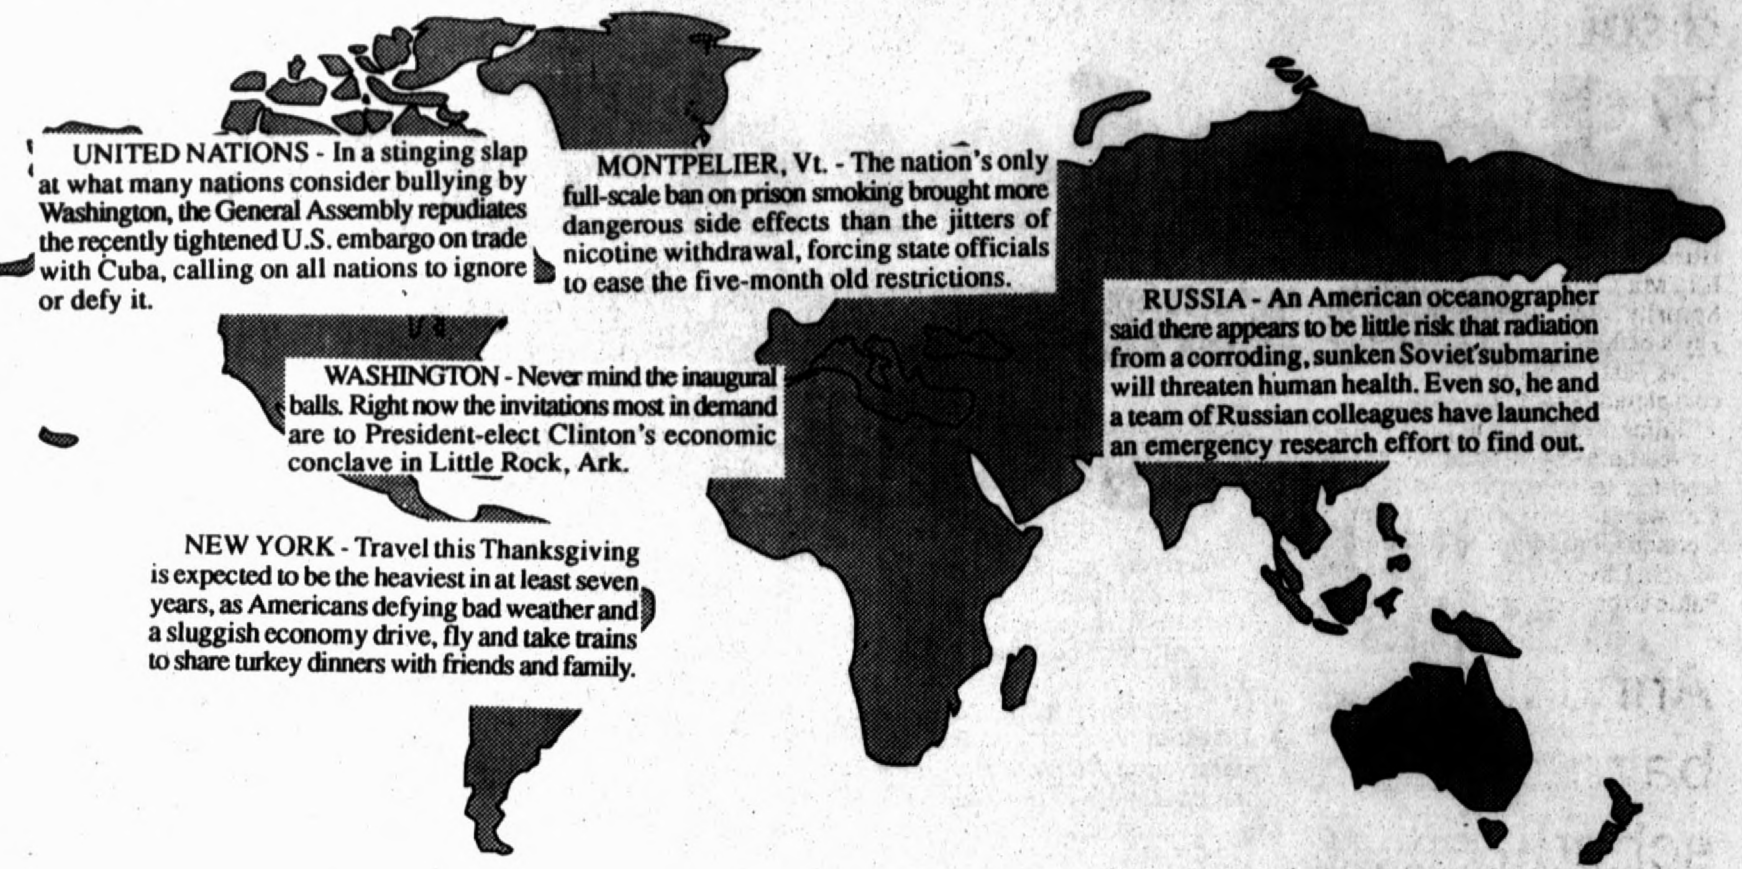 UNITED NATIONS - In a stinging slap
at what many nations consider bullying by
Washington, the General Assembly repudiates
the recently tightened U.S. embargo on trade
with Cuba, calling on all nations to ignore
or defy it.
MONTPELIER, Vt. - The nation's only
full-scale ban on prison smoking brought more
dangerous side effects than the jitters of
nicotine withdrawal, forcing state officials
to ease the five-month old restrictions.
RUSSIA - An American oceanographer
said there appears to be little risk that radiation
from a corroding, sunken Soviet submarine
will threaten human health. Even so, he and
a team of Russian colleagues have launched
an emergency research effort to find out.
WASHINGTON - Never mind the inaugural
balls. Right now the invitations most in demand
are to President-elect Clinton's economic
conclave in Little Rock, Ark.
NEW YORK - Travel this Thanksgiving
is expected to be the heaviest in at least seven
years, as Americans defying bad weather and
a sluggish economy drive, fly and take trains
to share turkey dinners with friends and family.